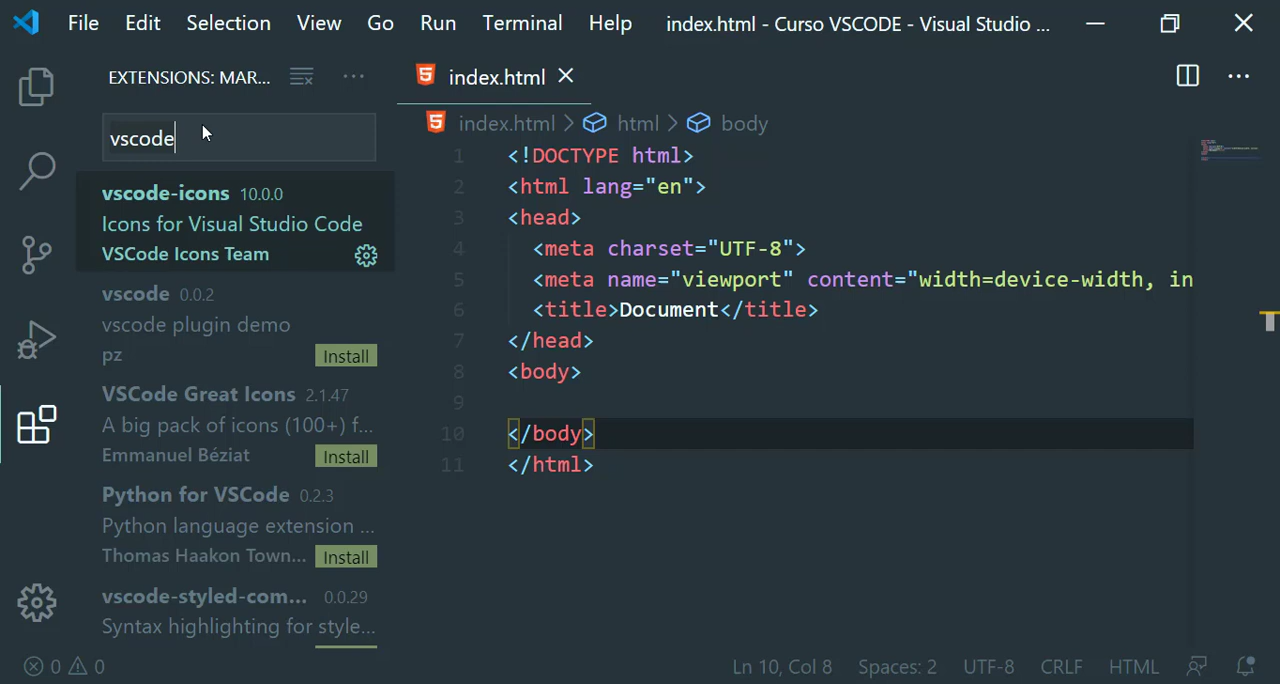 File Edit Selection View Go Run Terminal Help index.html - Curso VSCODE - Visual Studio ...
EXTENSIONS: MAR...
vscode
vscode-icons 10.0.0
Icons for Visual Studio Code
VSCode Icons Team
vscode 0.0.2
vscode plugin demo
pz Install
VSCode Great Icons 2.1.47
A big pack of icons (100+) f...
Emmanuel Béziat Install
Python for VSCode 0.2.3
Python language extension ...
Thomas Haakon Town... Install
vscode-styled-com... 0.0.29
Syntax highlighting for style...
index.html
index.html > html > body
1 <!DOCTYPE html>
2 <html lang="en">
3 <head>
4 <meta charset="UTF-8">
5 <meta name="viewport" content="width=device-width, in
6 <title>Document</title>
7 </head>
8 <body>
9
10 </body>
11 </html>
0 0 Ln 10, Col 8 Spaces: 2 UTF-8 CRLF HTML